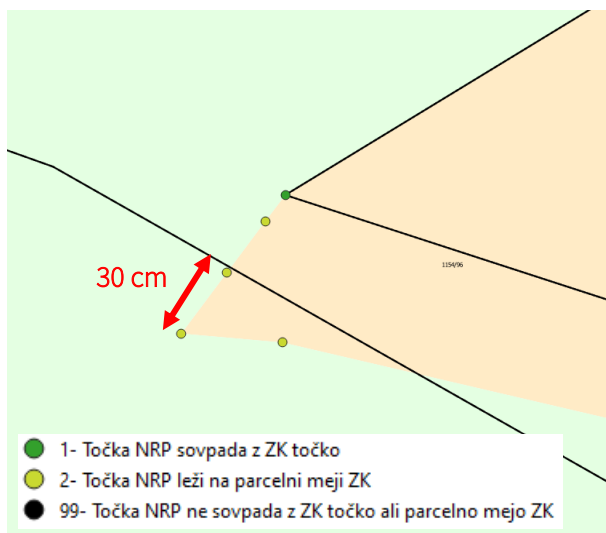 1154/96
30 cm
1- Točka NRP sovpada z ZK točko
2- Točka NRP leži na parcelni meji ZK
99- Točka NRP ne sovpada z ZK točko ali parcelno mejo ZK